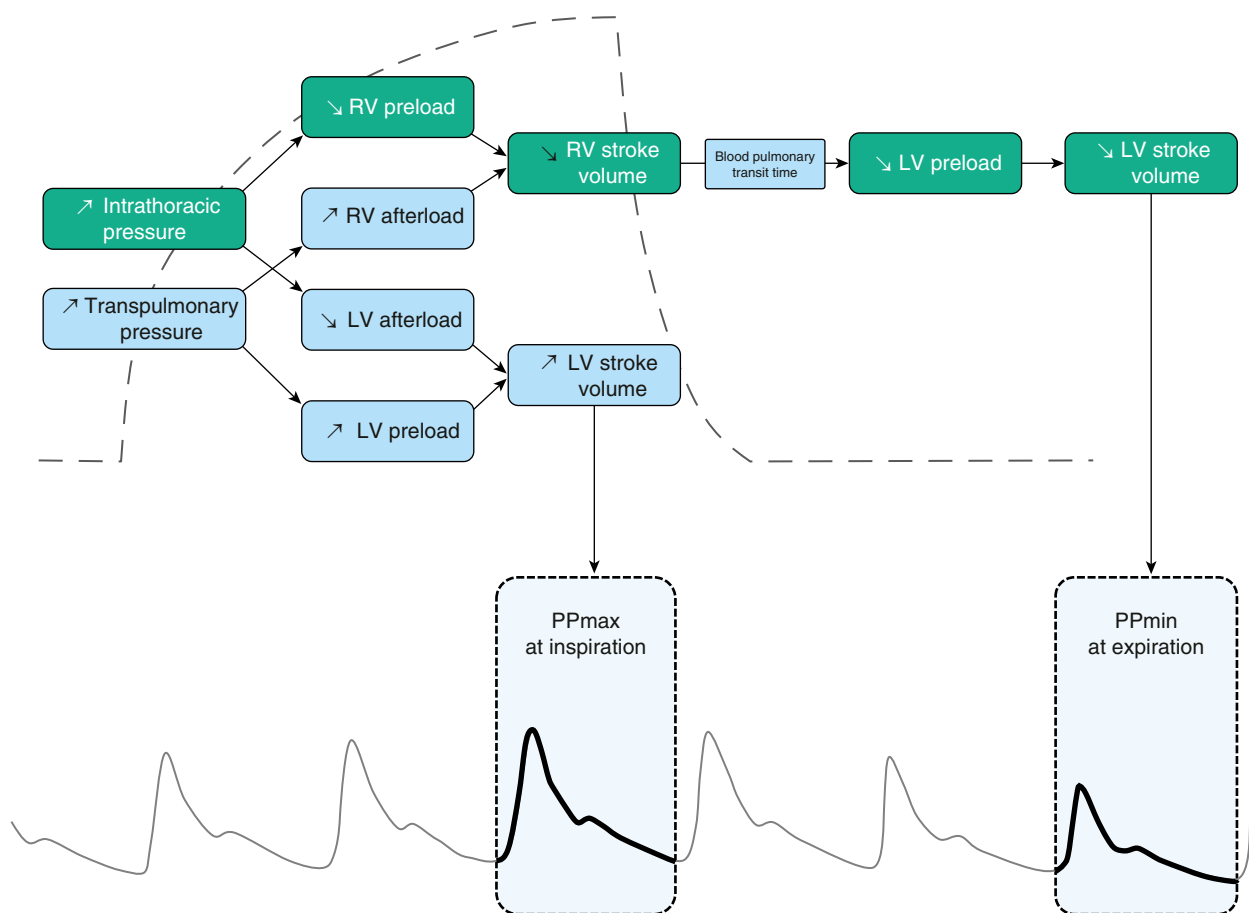 ↘ RV preload
↘ RV stroke
volume
Blood pulmonary
transit time
↘ LV preload
↘ LV stroke
volume
↗ Intrathoracic
pressure
↗ RV afterload
↗ Transpulmonary
pressure
↘ LV afterload
↗ LV stroke
volume
↗ LV preload
PPmax
at inspiration
PPmin
at expiration